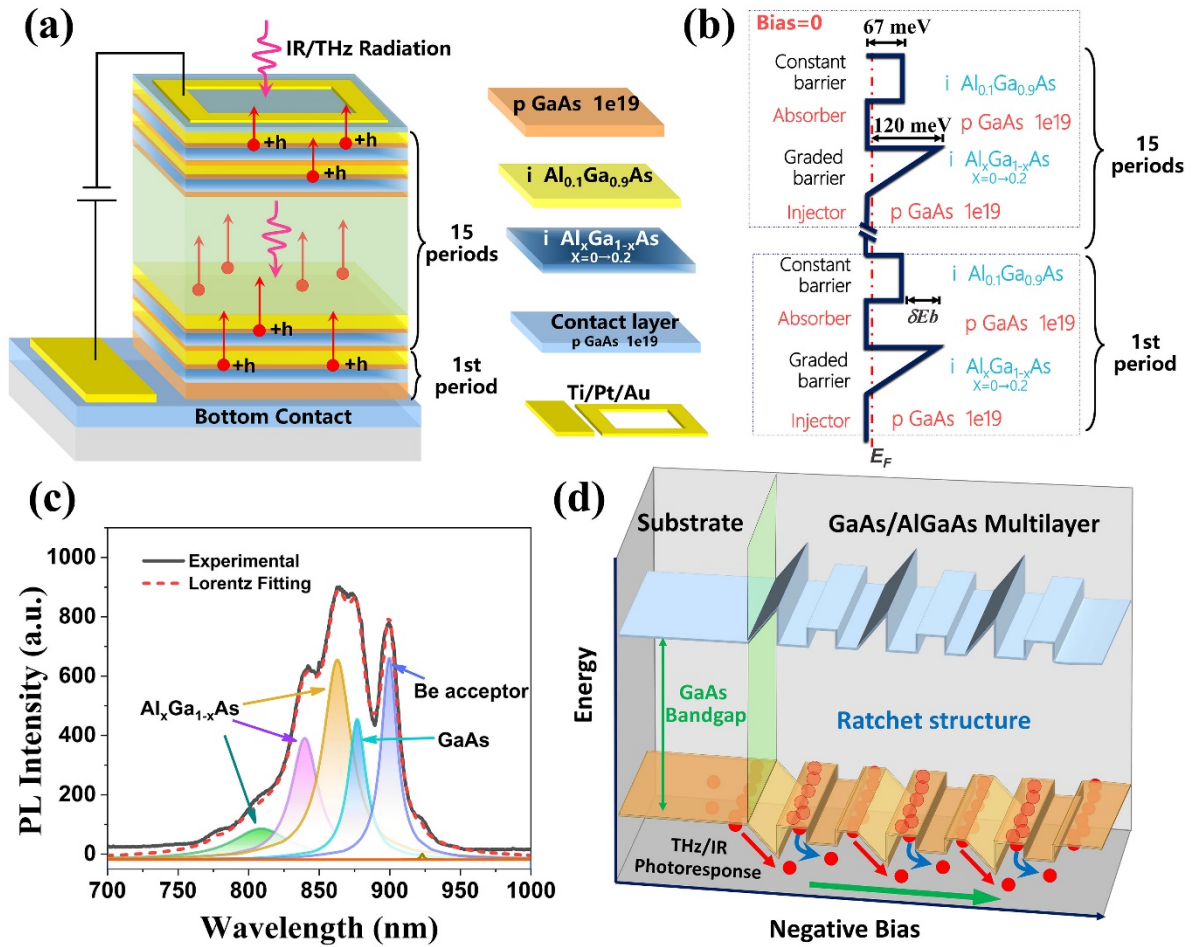 (a)
IR/THz Radiation
+h
+h
+h
+h
+h
+h
15
periods
1st
period
Bottom Contact
p GaAs 1e19
i Al0.1Ga0.9As
i AlxGa1-xAs
X=0→0.2
Contact layer
p GaAs 1e19
Ti/Pt/Au
(b)
Bias=0
67 meV
Constant
barrier
i Al0.1Ga0.9As
Absorber
p GaAs 1e19
120 meV
Graded
barrier
i AlxGa1-xAs
X=0→0.2
Injector
p GaAs 1e19
15
periods
Constant
barrier
i Al0.1Ga0.9As
δEb
Absorber
p GaAs 1e19
Graded
barrier
i AlxGa1-xAs
X=0→0.2
Injector
p GaAs 1e19
1st
period
EF
(c)
PL Intensity (a.u.)
1000
800
600
400
200
0
Experimental
Lorentz Fitting
AlxGa1-xAs
Be acceptor
GaAs
700
750
800
850
900
950
1000
Wavelength (nm)
(d)
Substrate
GaAs/AlGaAs Multilayer
Energy
GaAs
Bandgap
Ratchet structure
THz/IR
Photoresponse
Negative Bias